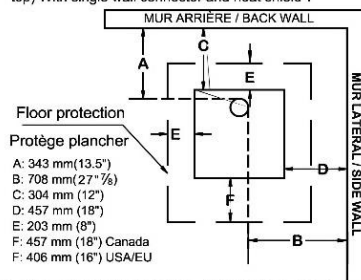 top) With single wall connector and heat shield :
MUR ARRIÈRE / BACK WALL
A
C
E
Floor protection
MUR LATERAL / SIDE WALL
Protège plancher
E
D
A: 343 mm(13.5")
B: 708 mm(27" ⅞)
C: 304 mm (12")
D: 457 mm (18")
E: 203 mm (8")
F: 457 mm (18") Canada
F: 406 mm (16") USA/EU
F
B